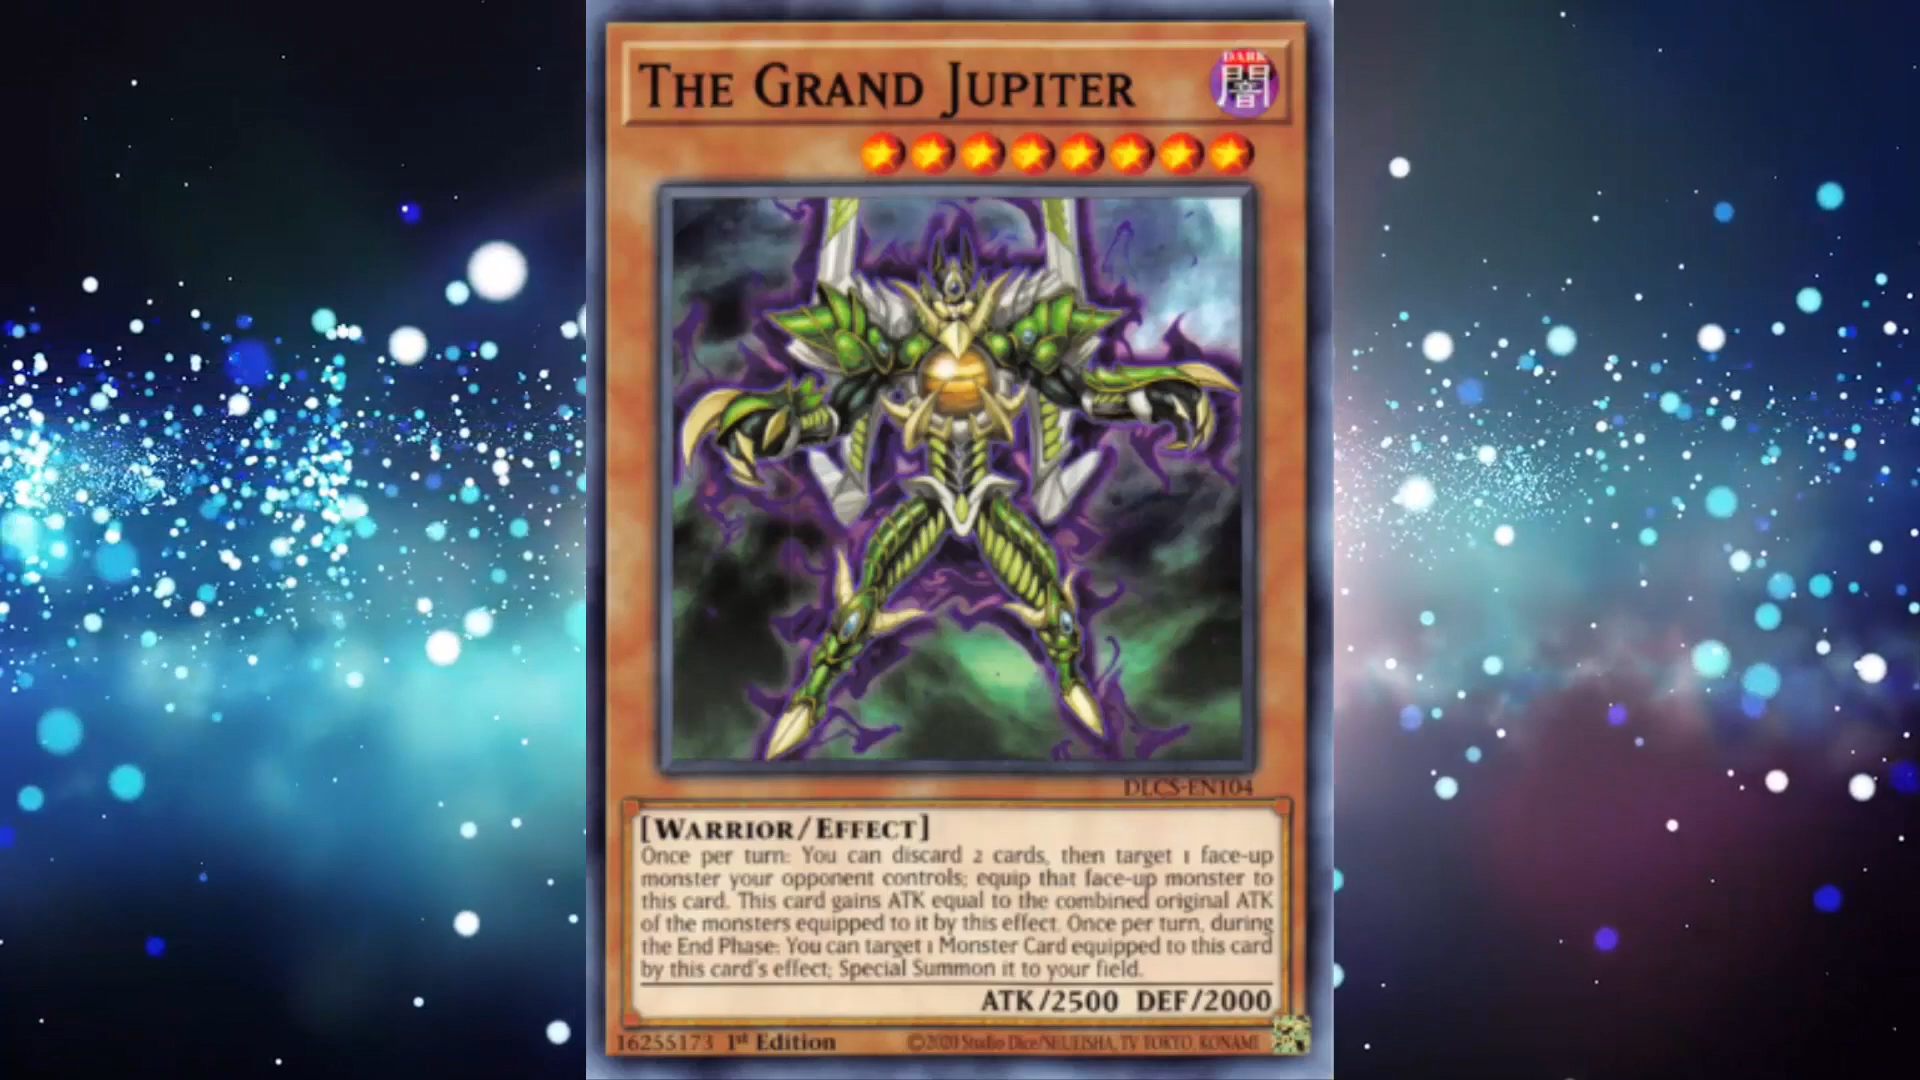 THE GRAND JUPITER
DARK
闇
DLCS-EN104
[WARRIOR/EFFECT]
Once per turn: You can discard 2 cards, then target 1 face-up
monster your opponent controls; equip that face-up monster to
this card. This card gains ATK equal to the combined original ATK
of the monsters equipped to it by this effect. Once per turn, during
the End Phase: You can target 1 Monster Card equipped to this card
by this card's effect; Special Summon it to your field.
ATK/2500 DEF/2000
16255173 1st Edition
©2020 Studio Dice/SHUEISHA, TV TOKYO, KONAMI